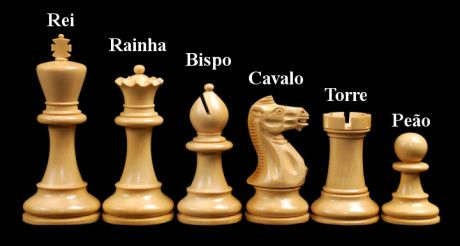 Rei
Rainha
Bispo
Cavalo
Torre
Peão